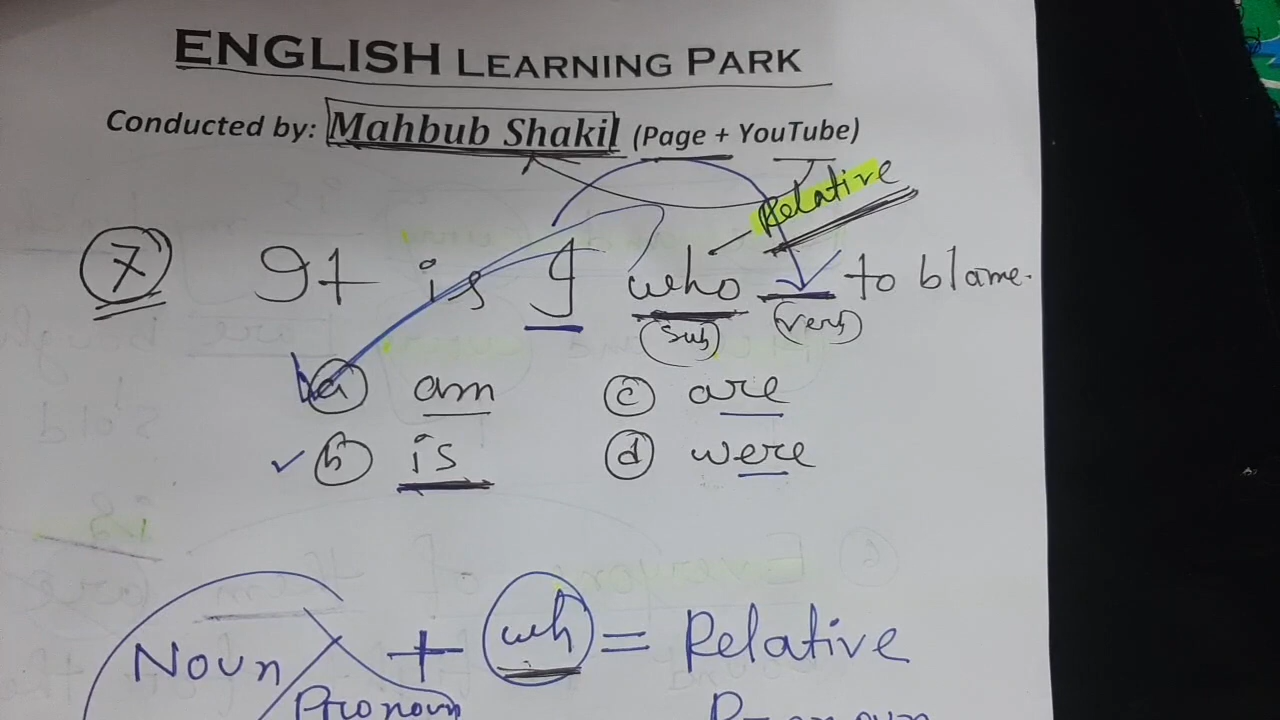 ENGLISH LEARNING PARK
Conducted by: Mahbub Shakil (Page + YouTube)
Relative
7 It is I who to blame.
(sub) (verb)
a am c are
b is d were
Noun + wh = Relative
Pronoun Pronoun